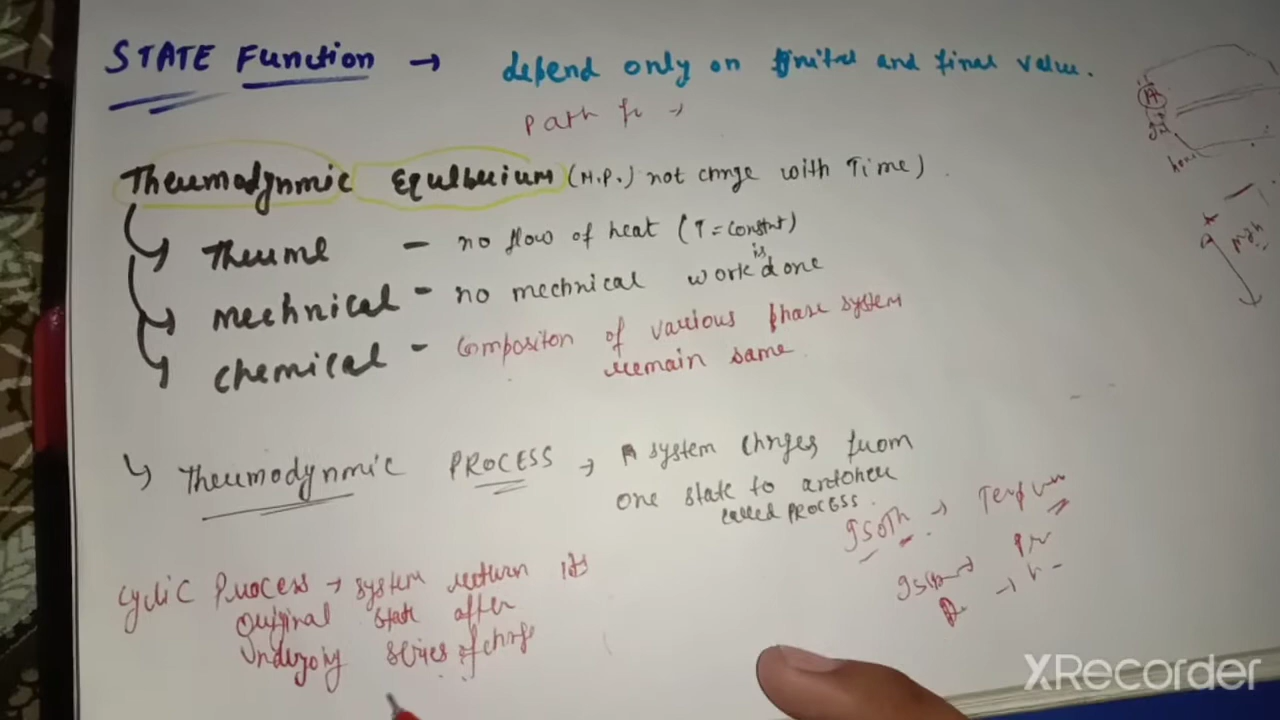 STATE Function → depend only on initial and final value.
Path fn →
Thermodynmic Equlbrium (M.P.) not chnge with Time)
Therml - no flow of heat (T = constnt)
mechnical - no mechnical work is done
chemical - Composition of various phase system
remain same
↳ Thermodynmic PROCESS → A system chnges from
one state to antoher
called PROCESS.
Isoth → Temp
Cyclic Process → system return its
Original state after
Undergoing series of chnge
XRecorder